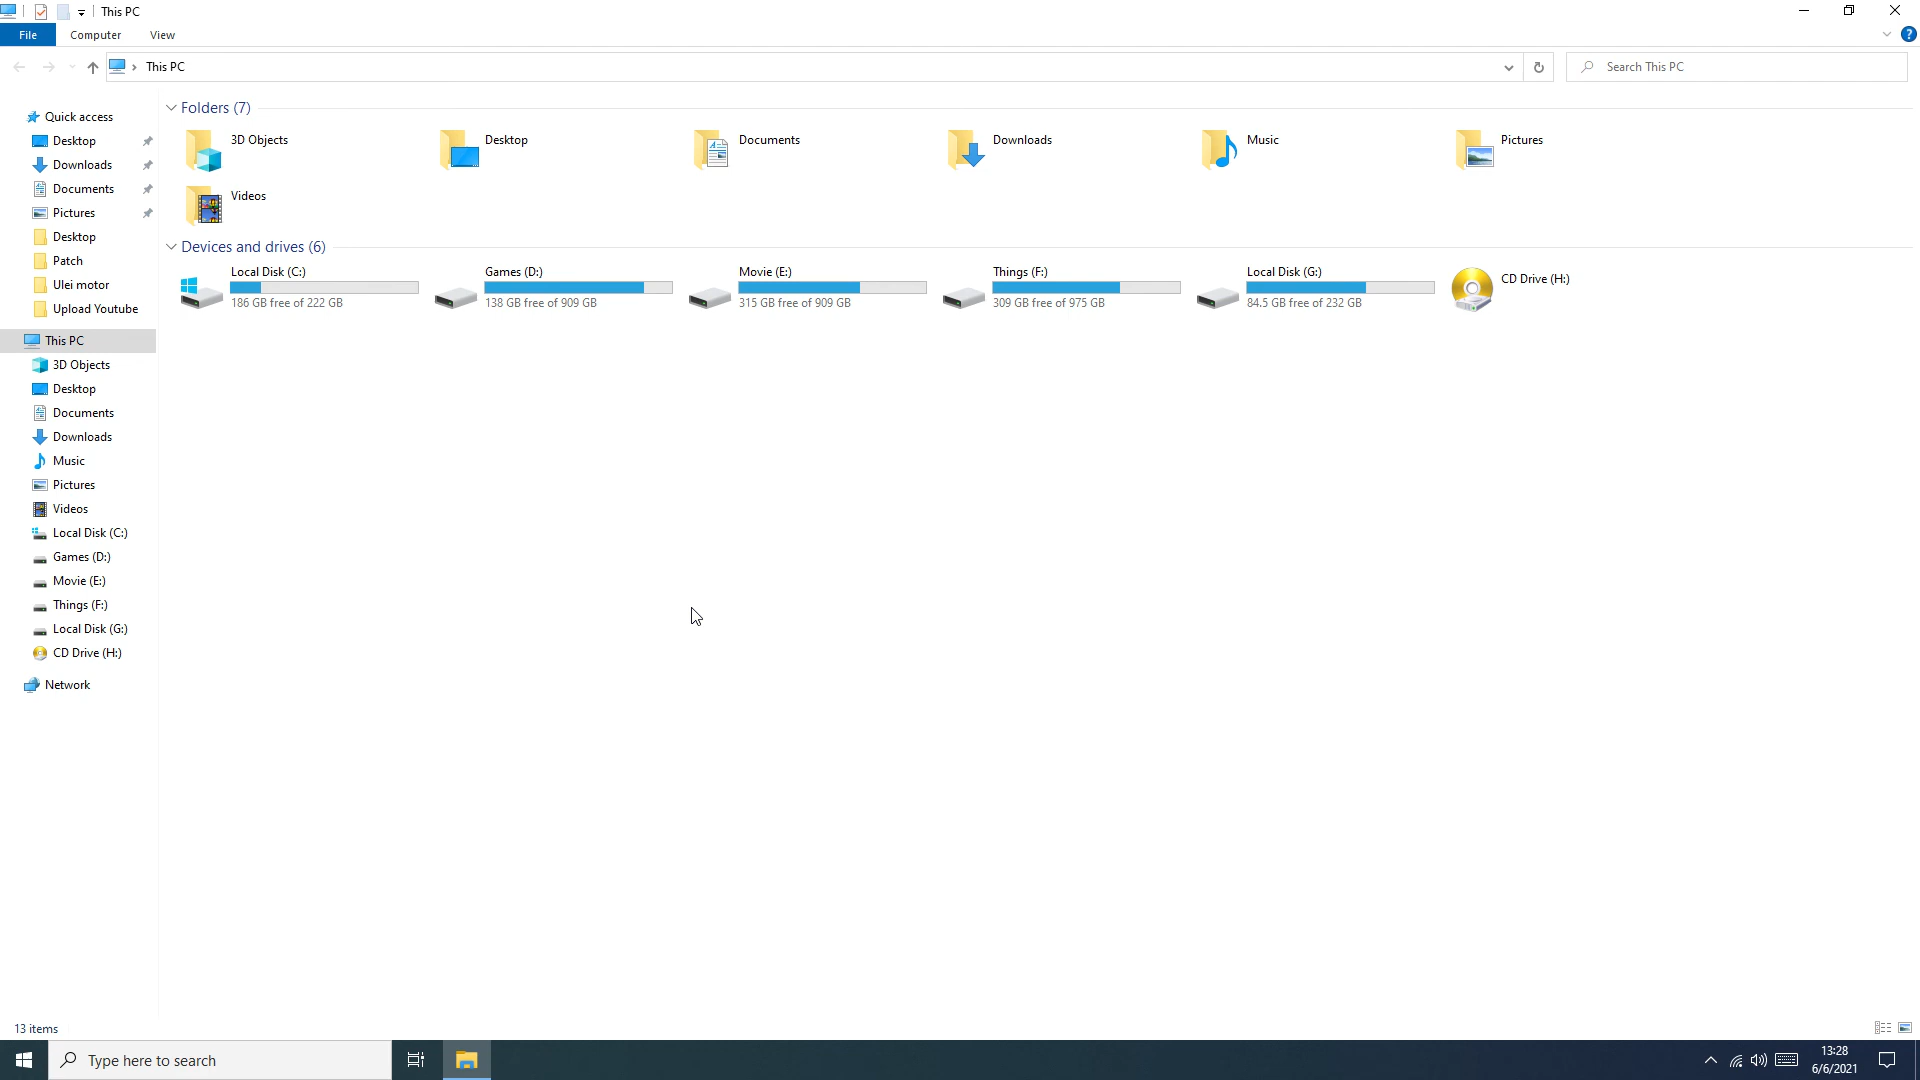 This PC
File Computer View
This PC
Search This PC
Quick access
Desktop
Downloads
Documents
Pictures
Desktop
Patch
Ulei motor
Upload Youtube
This PC
3D Objects
Desktop
Documents
Downloads
Music
Pictures
Videos
Local Disk (C:)
Games (D:)
Movie (E:)
Things (F:)
Local Disk (G:)
CD Drive (H:)
Network
Folders (7)
3D Objects
Desktop
Documents
Downloads
Music
Pictures
Videos
Devices and drives (6)
Local Disk (C:)
186 GB free of 222 GB
Games (D:)
138 GB free of 909 GB
Movie (E:)
315 GB free of 909 GB
Things (F:)
309 GB free of 975 GB
Local Disk (G:)
84.5 GB free of 232 GB
CD Drive (H:)
13 items
Type here to search
13:28
6/6/2021